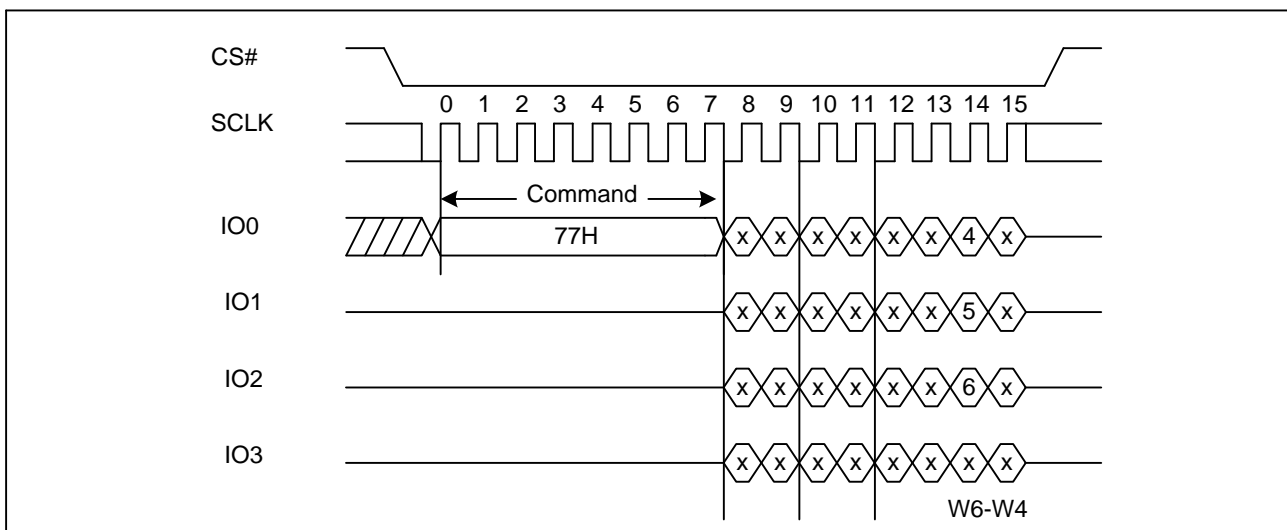 CS#
0 1 2 3 4 5 6 7 8 9 10 11 12 13 14 15
SCLK
Command
IO0 77H x x x x x x 4 x
IO1 x x x x x x 5 x
IO2 x x x x x x 6 x
IO3 x x x x x x x x
W6-W4